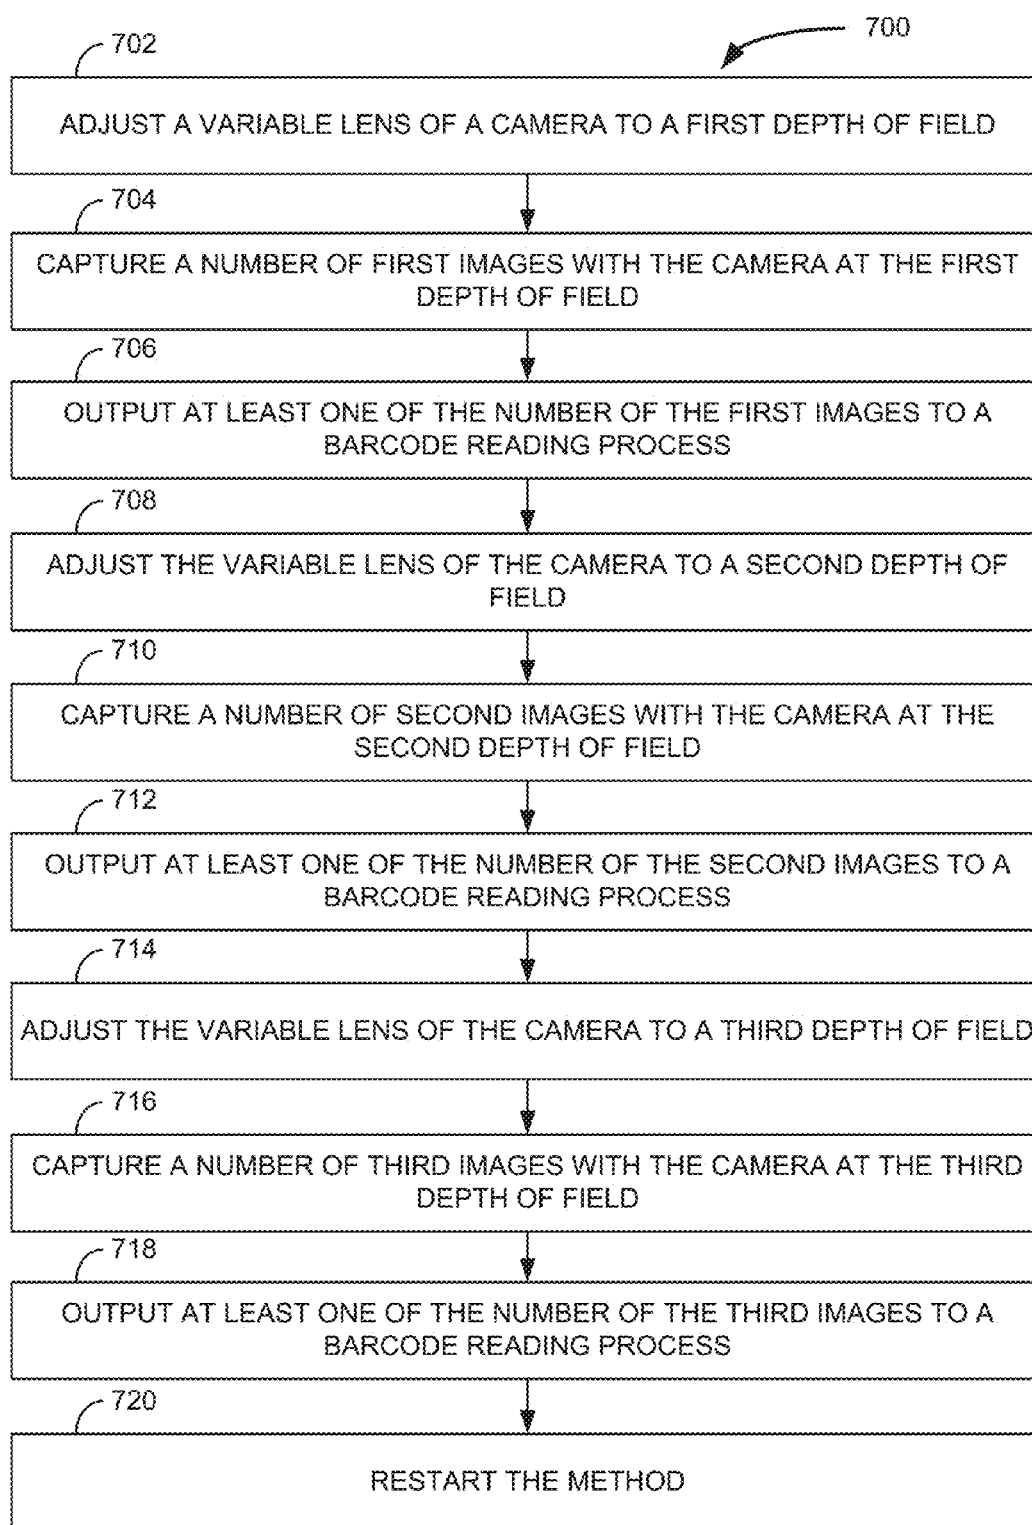 700
702
ADJUST A VARIABLE LENS OF A CAMERA TO A FIRST DEPTH OF FIELD
704
CAPTURE A NUMBER OF FIRST IMAGES WITH THE CAMERA AT THE FIRST
DEPTH OF FIELD
706
OUTPUT AT LEAST ONE OF THE NUMBER OF THE FIRST IMAGES TO A
BARCODE READING PROCESS
708
ADJUST THE VARIABLE LENS OF THE CAMERA TO A SECOND DEPTH OF
FIELD
710
CAPTURE A NUMBER OF SECOND IMAGES WITH THE CAMERA AT THE
SECOND DEPTH OF FIELD
712
OUTPUT AT LEAST ONE OF THE NUMBER OF THE SECOND IMAGES TO A
BARCODE READING PROCESS
714
ADJUST THE VARIABLE LENS OF THE CAMERA TO A THIRD DEPTH OF FIELD
716
CAPTURE A NUMBER OF THIRD IMAGES WITH THE CAMERA AT THE THIRD
DEPTH OF FIELD
718
OUTPUT AT LEAST ONE OF THE NUMBER OF THE THIRD IMAGES TO A
BARCODE READING PROCESS
720
RESTART THE METHOD